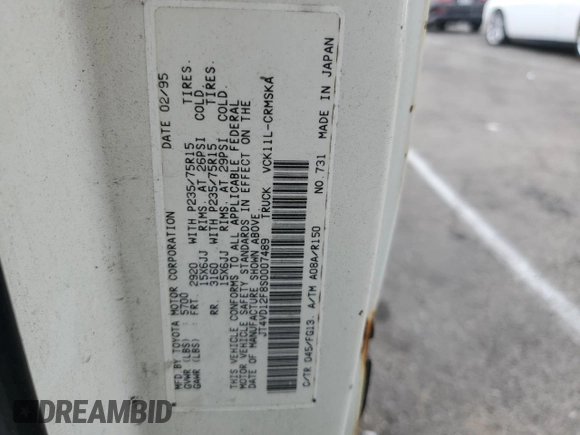 MFD BY TOYOTA MOTOR CORPORATION DATE 02/95
GVWR (LBS) 5700
GAWR (LBS) FRT. 2920 WITH P235/75R15 TIRES.
15X6JJ RIMS. AT 26PSI COLD.
RR. 3160 WITH P235/75R15 TIRES.
15X6JJ RIMS. AT 29PSI COLD.
THIS VEHICLE CONFORMS TO ALL APPLICABLE FEDERAL
MOTOR VEHICLE SAFETY STANDARDS IN EFFECT ON THE
DATE OF MANUFACTURE SHOWN ABOVE.
JT4VD12F8S0007489 TRUCK VCK11L-CRMSKA
C/TR 045/FG13 A/TM A08A/R150 NO. 731 MADE IN JAPAN
DREAMBID